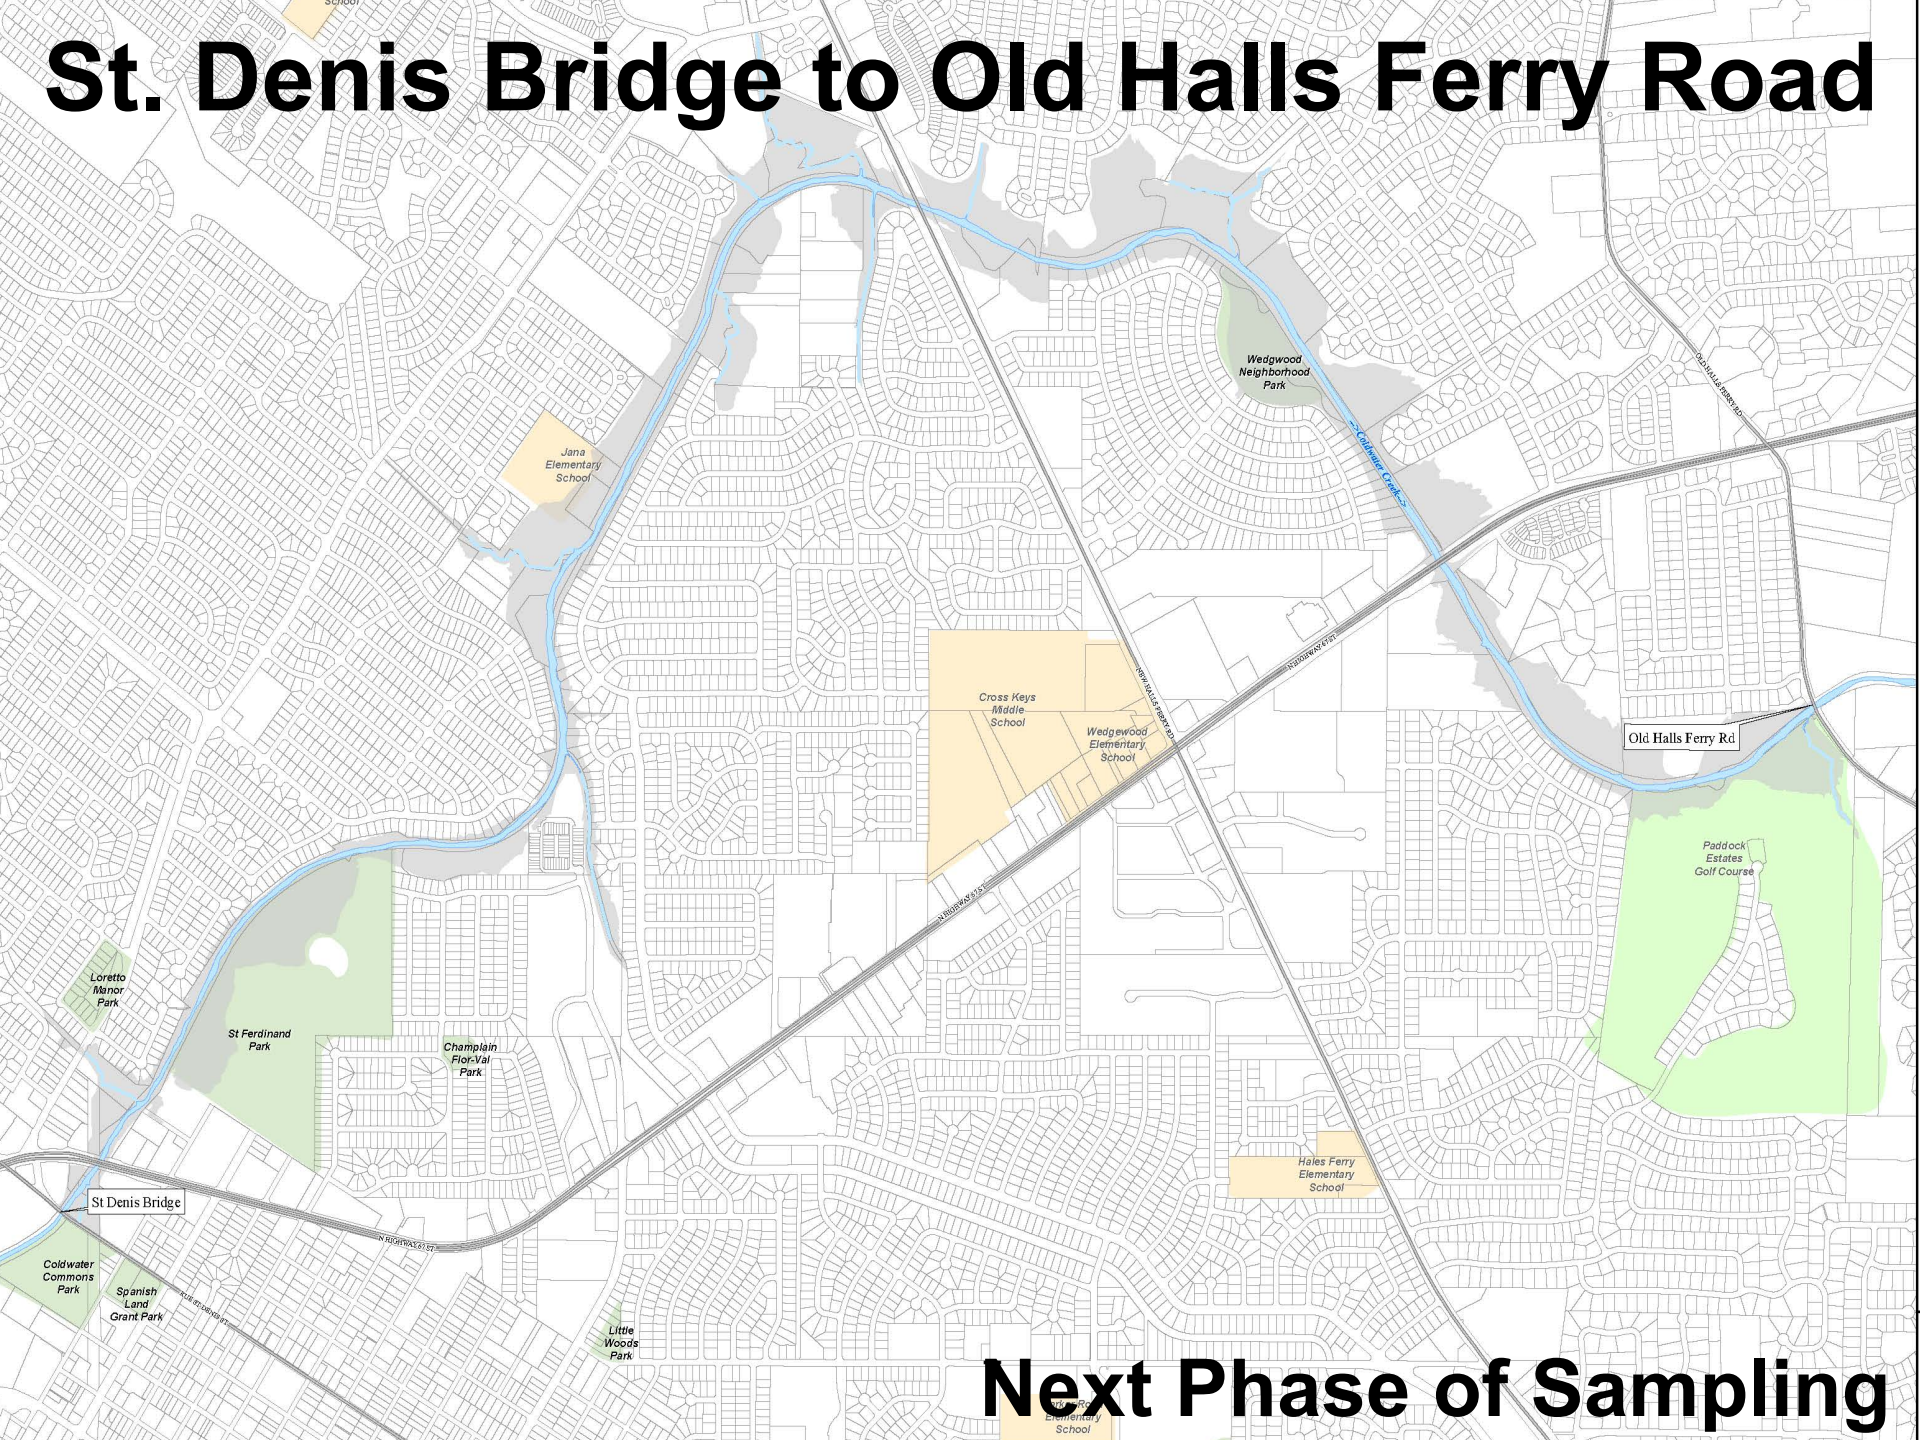 School
St. Denis Bridge to Old Halls Ferry Road
Wedgwood
Neighborhood
Park
OLD HALLS FERRY RD
-->Coldwater Creek-->
Jana
Elementary
School
N HIGHWAY 67 ST
NEW HALLS FERRY RD
Cross Keys
Middle
School
Wedgewood
Elementary
School
Old Halls Ferry Rd
Paddock
Estates
Golf Course
N HIGHWAY 67 ST
Loretto
Manor
Park
St Ferdinand
Park
Champlain
Flor-Val
Park
Hales Ferry
Elementary
School
St Denis Bridge
N HIGHWAY 67 ST
Coldwater
Commons
Park
Spanish
Land
Grant Park
RUE ST DENIS ST
Little
Woods
Park
Next Phase of Sampling
Elementary
School